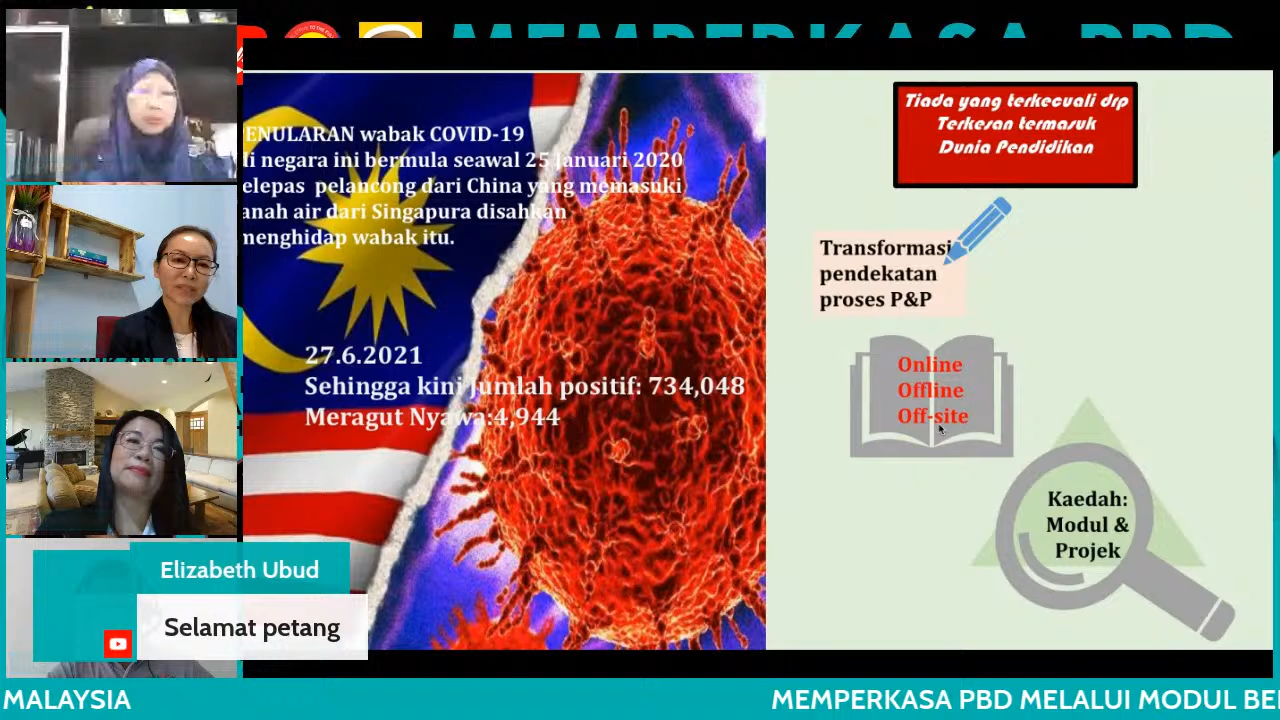 MEMPERKASA PBD
ENULARAN wabak COVID-19
di negara ini bermula seawal 25 Januari 2020
elepas pelancong dari China yang memasuki
anah air dari Singapura disahkan
menghidap wabak itu.
27.6.2021
Sehingga kini jumlah positif: 734,048
Meragut Nyawa:4,944
Tiada yang terkecuali drp
Terkesan termasuk
Dunia Pendidikan
Transformasi
pendekatan
proses P&P
Online
Offline
Off-site
Kaedah:
Modul &
Projek
Elizabeth Ubud
Selamat petang
MALAYSIA
MEMPERKASA PBD MELALUI MODUL BE